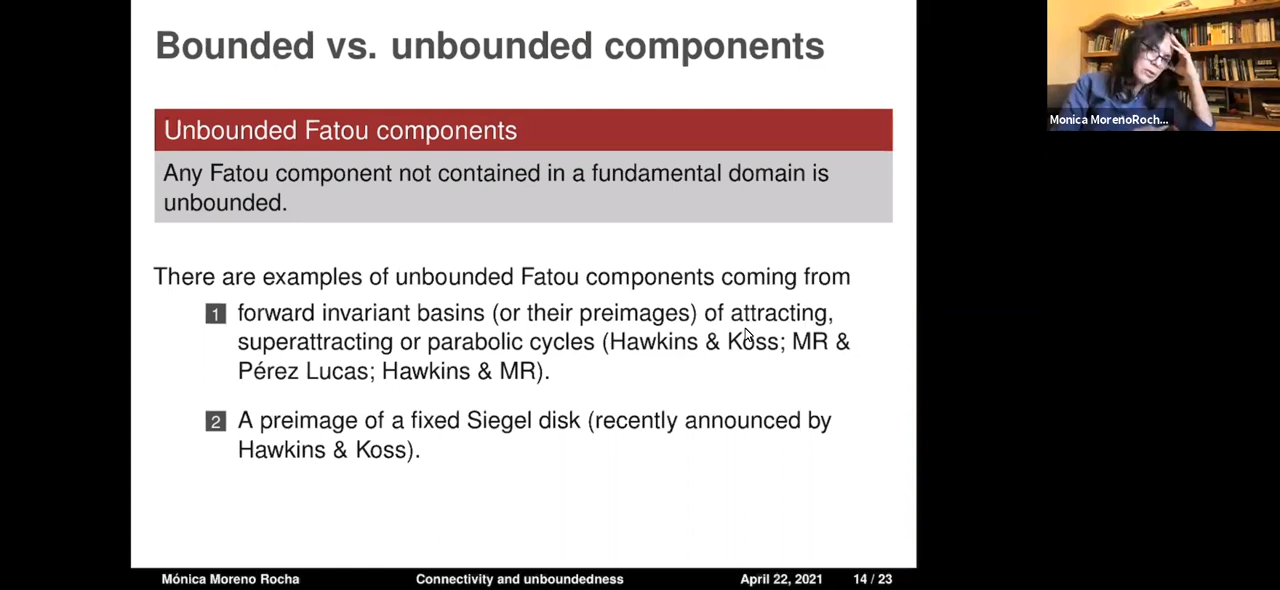 Bounded vs. unbounded components
Monica MorenoRoch...
Unbounded Fatou components
Any Fatou component not contained in a fundamental domain is
unbounded.
There are examples of unbounded Fatou components coming from
1 forward invariant basins (or their preimages) of attracting,
superattracting or parabolic cycles (Hawkins & Koss; MR &
Pérez Lucas; Hawkins & MR).
2 A preimage of a fixed Siegel disk (recently announced by
Hawkins & Koss).
Mónica Moreno Rocha Connectivity and unboundedness April 22, 2021 14 / 23